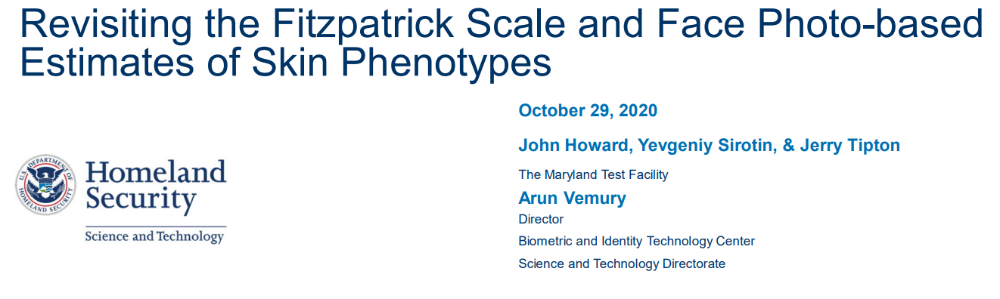 Revisiting the Fitzpatrick Scale and Face Photo-based
Estimates of Skin Phenotypes
October 29, 2020
John Howard, Yevgeniy Sirotin, & Jerry Tipton
The Maryland Test Facility
Arun Vemury
Director
Biometric and Identity Technology Center
Science and Technology Directorate
U.S. DEPARTMENT OF
HOMELAND SECURITY
Homeland
Security
Science and Technology